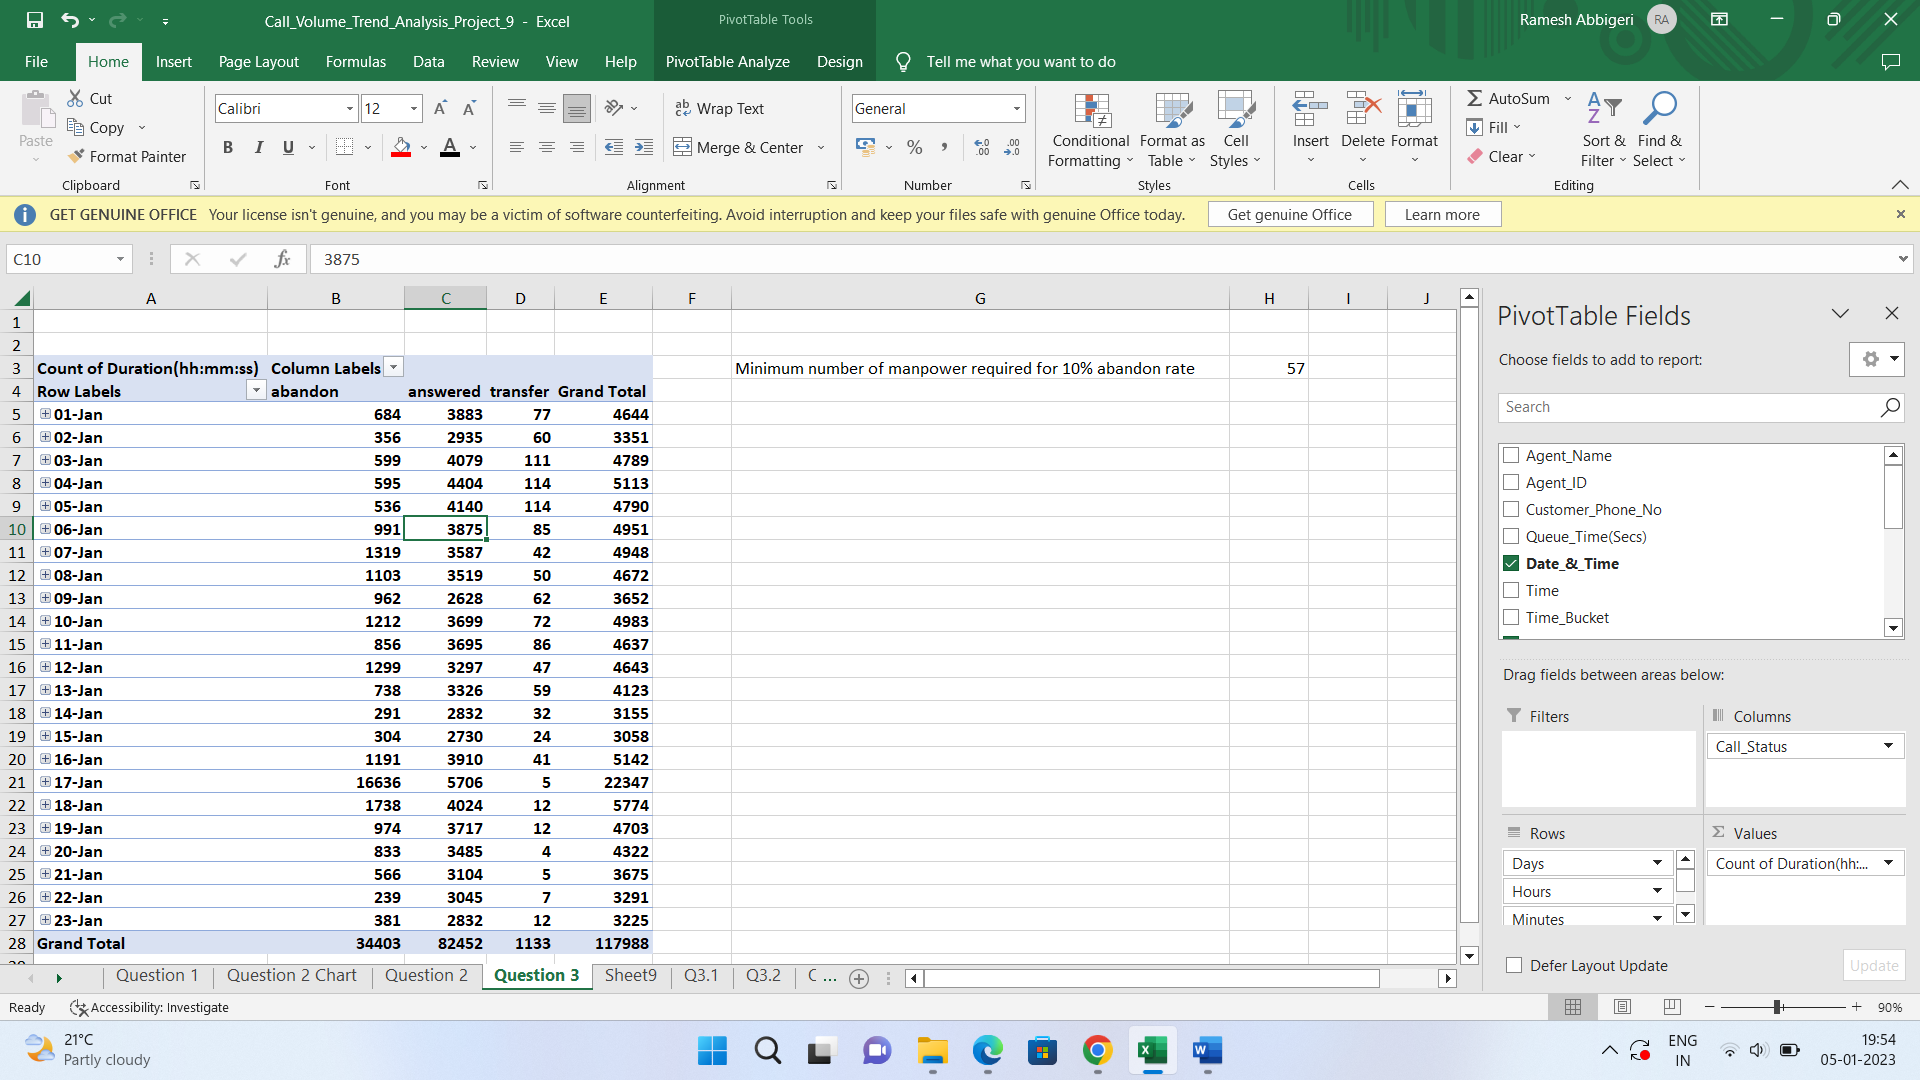 Call_Volume_Trend_Analysis_Project_9 - Excel
PivotTable Tools
Ramesh Abbigeri
RA
File
Home
Insert
Page Layout
Formulas
Data
Review
View
Help
PivotTable Analyze
Design
Tell me what you want to do
Paste
Cut
Copy
Format Painter
Clipboard
Calibri
12
B I U
Font
Wrap Text
Merge & Center
Alignment
General
Number
Conditional Formatting
Format as Table
Cell Styles
Styles
Insert
Delete
Format
Cells
AutoSum
Fill
Clear
Sort & Filter
Find & Select
Editing
GET GENUINE OFFICE Your license isn't genuine, and you may be a victim of software counterfeiting. Avoid interruption and keep your files safe with genuine Office today.
Get genuine Office
Learn more
C10
fx
3875
A B C D E F G H I J
1
2
3 Count of Duration(hh:mm:ss) Column Labels Minimum number of manpower required for 10% abandon rate 57
4 Row Labels abandon answered transfer Grand Total
5 01-Jan 684 3883 77 4644
6 02-Jan 356 2935 60 3351
7 03-Jan 599 4079 111 4789
8 04-Jan 595 4404 114 5113
9 05-Jan 536 4140 114 4790
10 06-Jan 991 3875 85 4951
11 07-Jan 1319 3587 42 4948
12 08-Jan 1103 3519 50 4672
13 09-Jan 962 2628 62 3652
14 10-Jan 1212 3699 72 4983
15 11-Jan 856 3695 86 4637
16 12-Jan 1299 3297 47 4643
17 13-Jan 738 3326 59 4123
18 14-Jan 291 2832 32 3155
19 15-Jan 304 2730 24 3058
20 16-Jan 1191 3910 41 5142
21 17-Jan 16636 5706 5 22347
22 18-Jan 1738 4024 12 5774
23 19-Jan 974 3717 12 4703
24 20-Jan 833 3485 4 4322
25 21-Jan 566 3104 5 3675
26 22-Jan 239 3045 7 3291
27 23-Jan 381 2832 12 3225
28 Grand Total 34403 82452 1133 117988
PivotTable Fields
Choose fields to add to report:
Search
Agent_Name
Agent_ID
Customer_Phone_No
Queue_Time(Secs)
Date_&_Time
Time
Time_Bucket
Drag fields between areas below:
Filters
Columns
Call_Status
Rows
Values
Days
Count of Duration(hh:...
Hours
Minutes
Defer Layout Update
Update
Question 1
Question 2 Chart
Question 2
Question 3
Sheet9
Q3.1
Q3.2
Ready
Accessibility: Investigate
90%
21°C
Partly cloudy
ENG
IN
19:54
05-01-2023